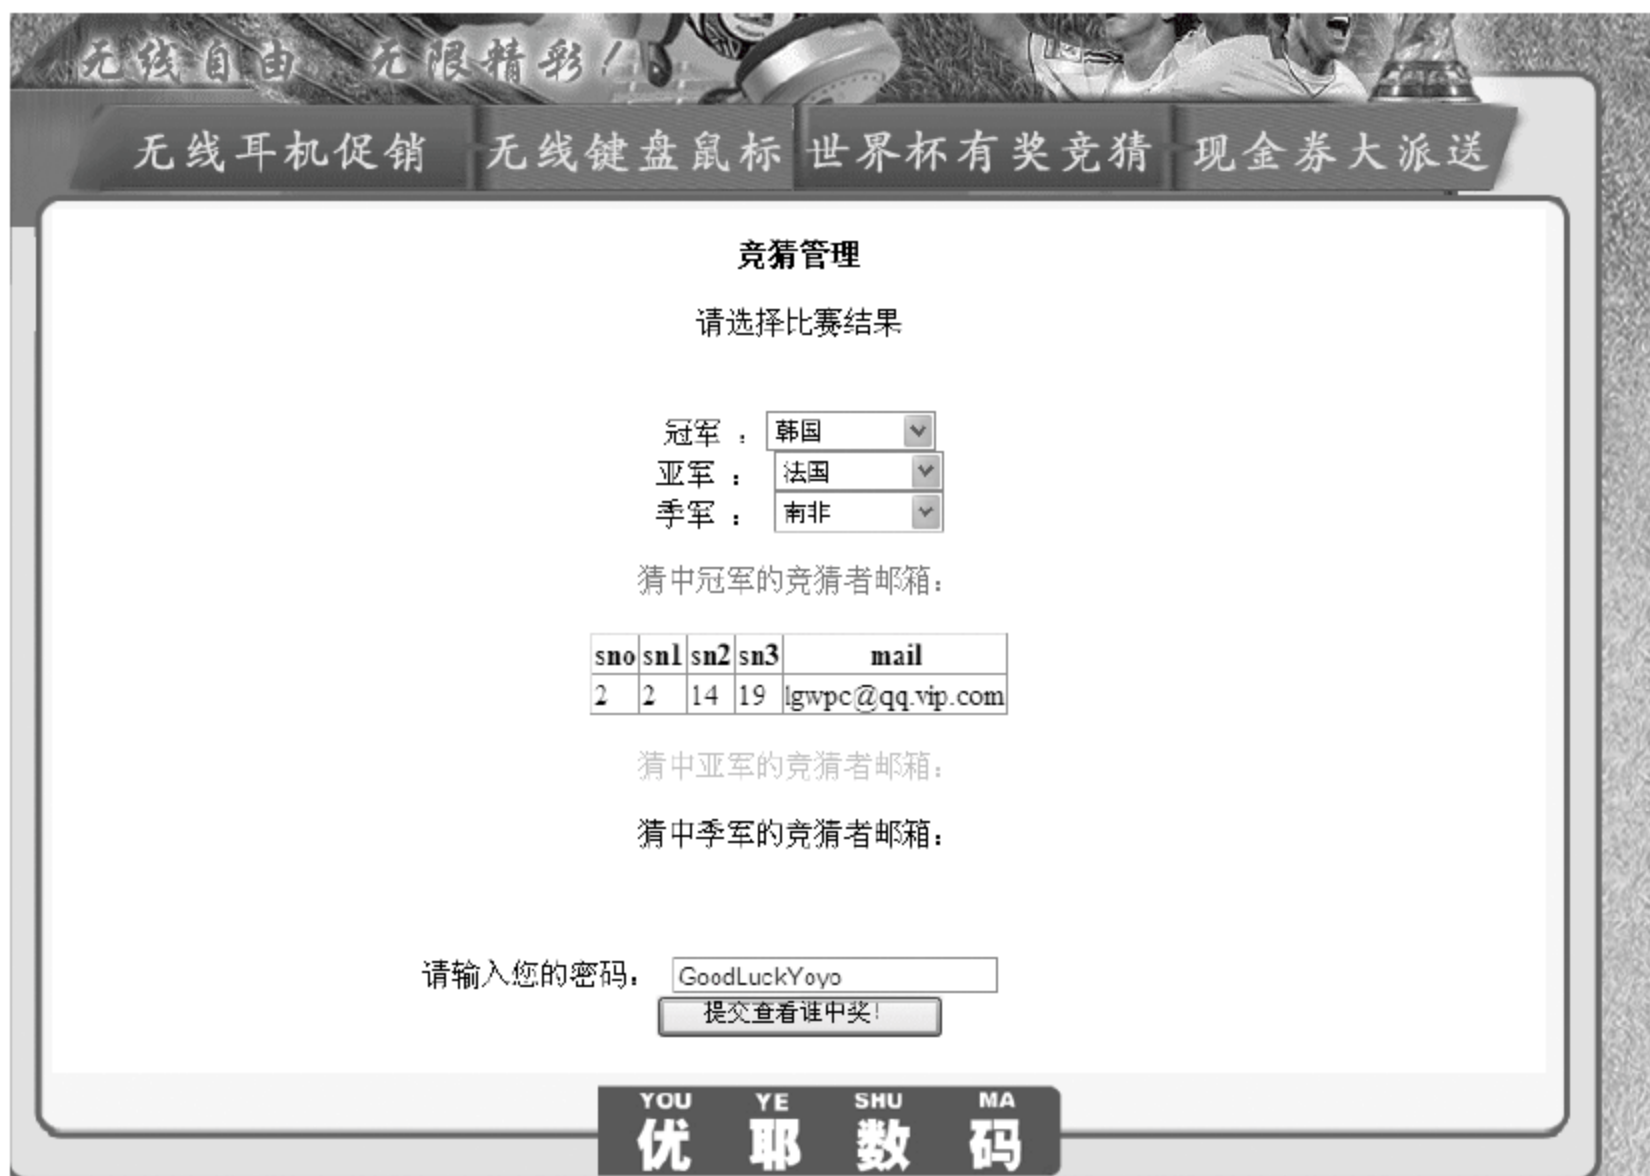 无线自由 无限精彩！
无线耳机促销 无线键盘鼠标 世界杯有奖竞猜 现金券大派送
竞猜管理
请选择比赛结果
冠军 ： 韩国
亚军 ： 法国
季军 ： 南非
猜中冠军的竞猜者邮箱：
sno sn1 sn2 sn3 mail
2 2 14 19 lgwpc@qq.vip.com
猜中亚军的竞猜者邮箱：
猜中季军的竞猜者邮箱：
请输入您的密码： GoodLuckYoyo
提交查看谁中奖！
YOU YE SHU MA
优 耶 数 码